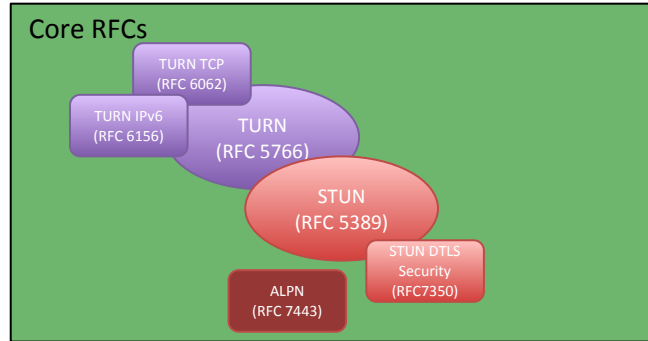 Core RFCs
TURN TCP
(RFC 6062)
TURN IPv6
(RFC 6156)
TURN
(RFC 5766)
STUN
(RFC 5389)
STUN DTLS
Security
(RFC7350)
ALPN
(RFC 7443)